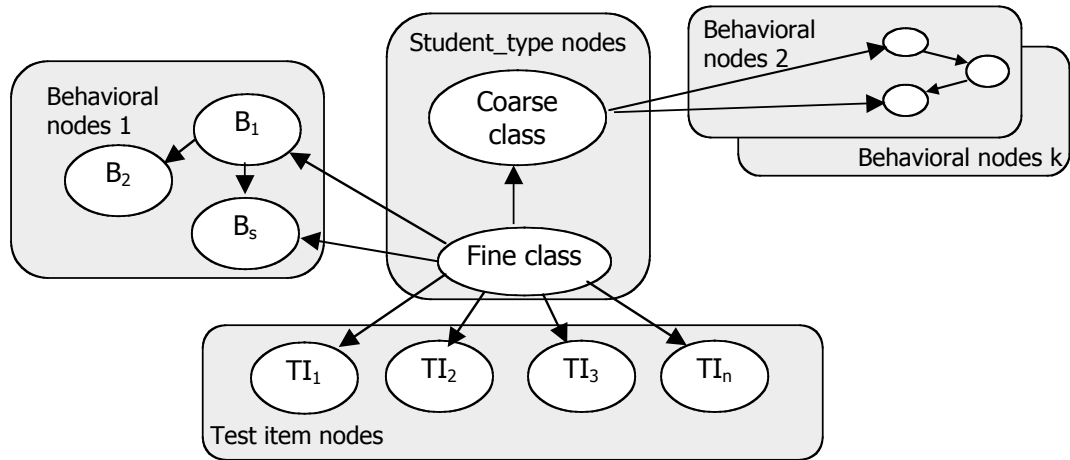 Student_type nodes
Coarse
class
Fine class
Behavioral
nodes 1
B₁
B₂
Bₛ
Behavioral
nodes 2
Behavioral nodes k
TI₁
TI₂
TI₃
TIₙ
Test item nodes